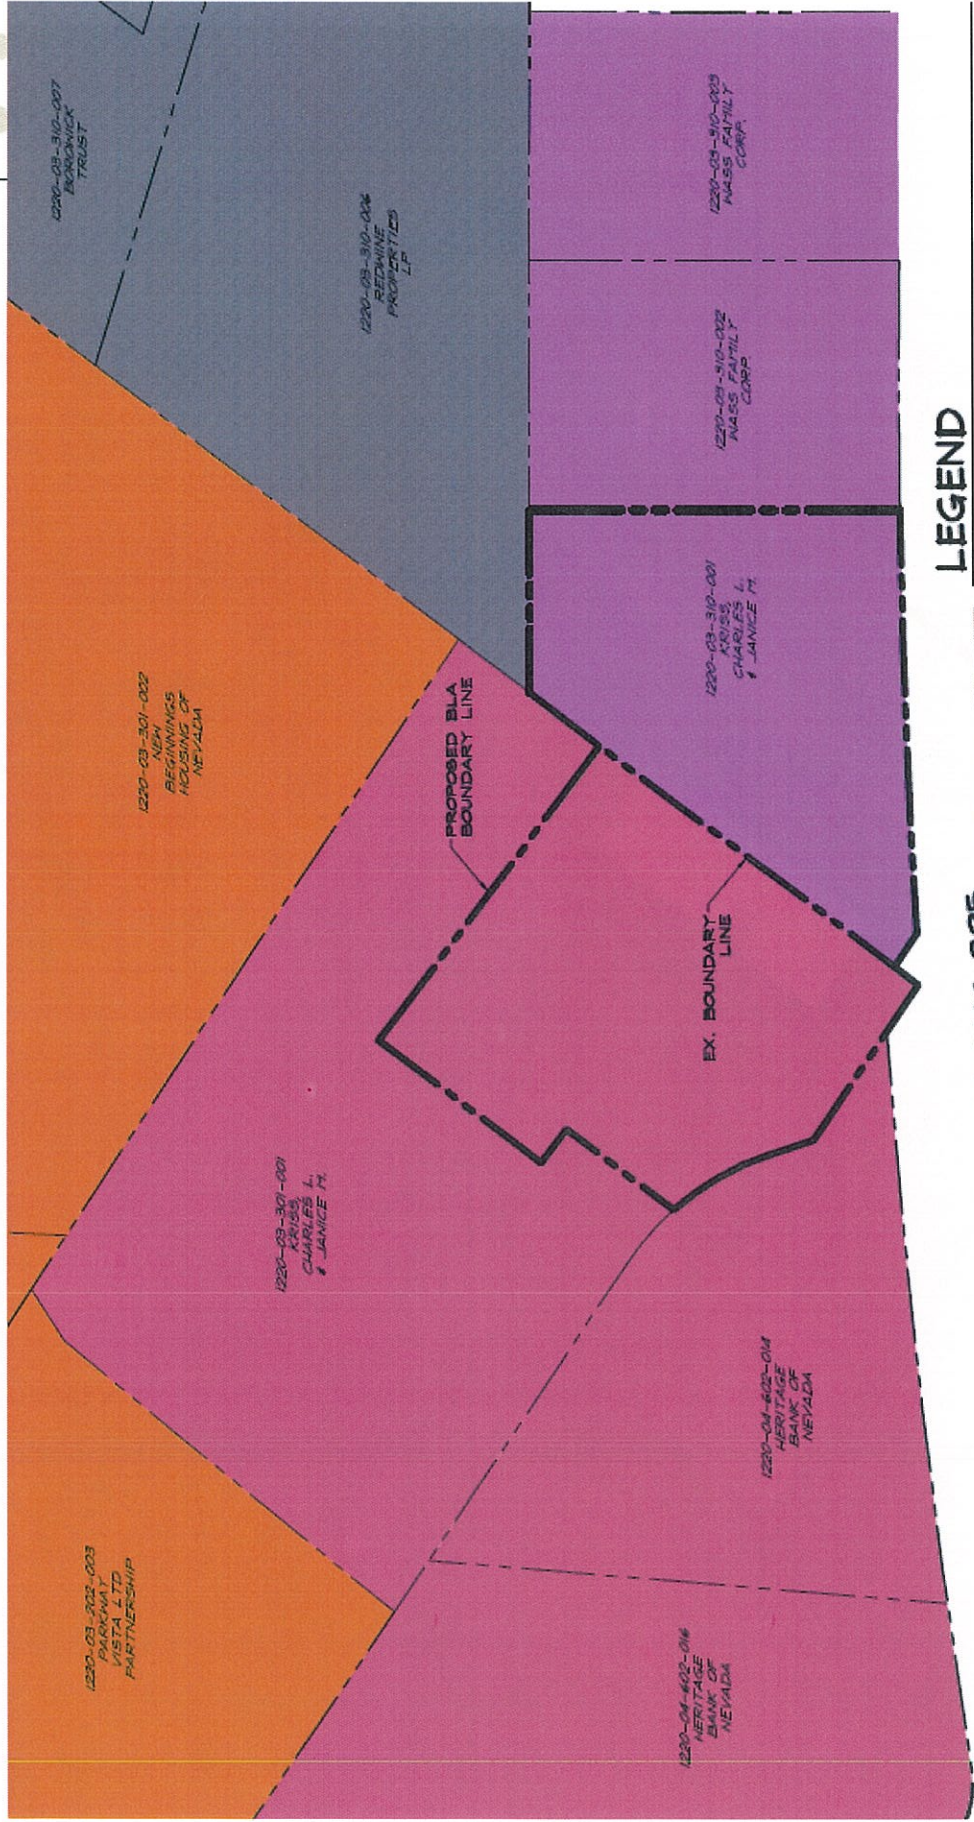 1220-03-310-007
BORDWICK
TRUST
1220-03-310-006
REDWINE
PROPERTIES
LP
1220-03-310-003
WASS FAMILY
CORP.
1220-03-310-002
WASS FAMILY
CORP.
1220-03-301-002
NEW
BEGINNINGS
HOUSING OF
NEVADA
PROPOSED BLA
BOUNDARY LINE
1220-03-310-001
KRISS,
CHARLES L.
& JANICE M.
EX. BOUNDARY
LINE
1220-03-301-001
KRISS,
CHARLES L.
& JANICE M.
1220-03-202-003
PARKWAY
VISTA LTD
PARTNERSHIP
1220-04-602-014
HERITAGE
BANK OF
NEVADA
1220-04-602-016
HERITAGE
BANK OF
NEVADA
LEGEND